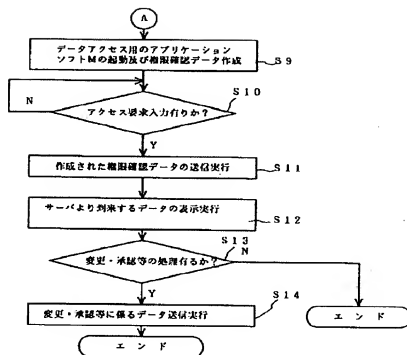 A
データアクセス用のアプリケーション
ソフトMの起動及び権限確認データ作成
S9
S10
N
アクセス要求入力有りか?
Y
作成された権限確認データの送信実行
S11
サーバより到来するデータの表示実行
S12
S13
変更・承認等の処理有るか?
N
Y
変更・承認等に係るデータ送信実行
S14
エンド
エンド